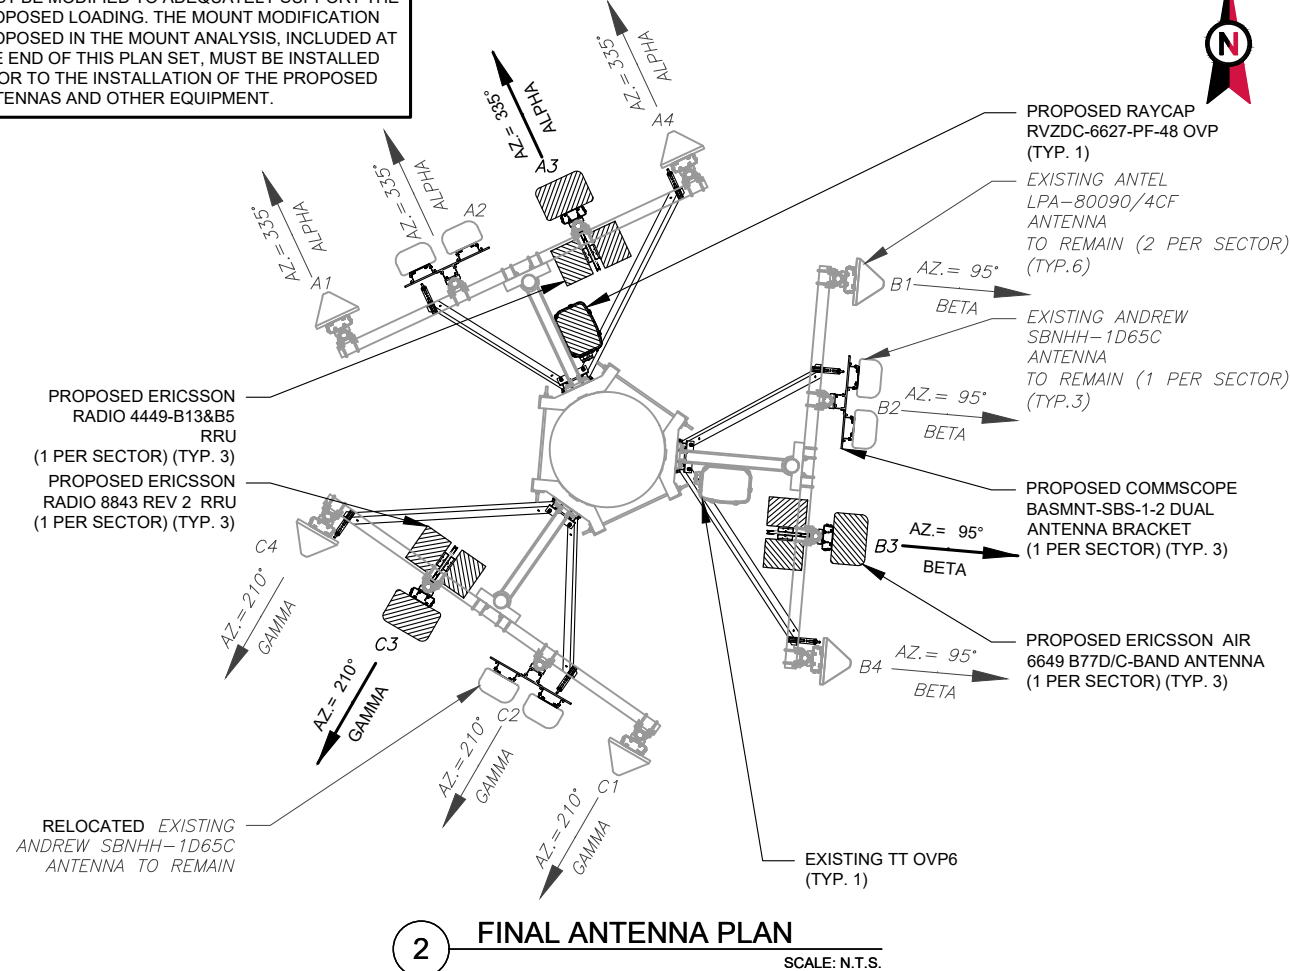 BE MODIFIED TO ADEQUATELY SUPPORT THE
LOADING. THE MOUNT MODIFICATION
IN THE MOUNT ANALYSIS, INCLUDED AT
END OF THIS PLAN SET, MUST BE INSTALLED
TO THE INSTALLATION OF THE PROPOSED
AND OTHER EQUIPMENT.
N
AZ.= 335°
ALPHA
A1
AZ.= 335°
ALPHA
A2
AZ.= 335°
ALPHA
A3
AZ.= 335°
ALPHA
A4
PROPOSED RAYCAP
RVZDC-6627-PF-48 OVP
(TYP. 1)
EXISTING ANTEL
LPA-80090/4CF
ANTENNA
TO REMAIN (2 PER SECTOR)
(TYP.6)
B1
AZ.= 95°
BETA
EXISTING ANDREW
SBNHH-1D65C
ANTENNA
TO REMAIN (1 PER SECTOR)
(TYP.3)
B2
AZ.= 95°
BETA
PROPOSED ERICSSON
RADIO 4449-B13&B5
RRU
(1 PER SECTOR) (TYP. 3)
PROPOSED ERICSSON
RADIO 8843 REV 2 RRU
(1 PER SECTOR) (TYP. 3)
PROPOSED COMMSCOPE
BASMNT-SBS-1-2 DUAL
ANTENNA BRACKET
(1 PER SECTOR) (TYP. 3)
B3
AZ.= 95°
BETA
PROPOSED ERICSSON AIR
6649 B77D/C-BAND ANTENNA
(1 PER SECTOR) (TYP. 3)
B4
AZ.= 95°
BETA
C4
AZ.= 210°
GAMMA
C3
AZ.= 210°
GAMMA
C2
AZ.= 210°
GAMMA
C1
AZ.= 210°
GAMMA
RELOCATED EXISTING
ANDREW SBNHH-1D65C
ANTENNA TO REMAIN
EXISTING TT OVP6
(TYP. 1)
2
FINAL ANTENNA PLAN
SCALE: N.T.S.